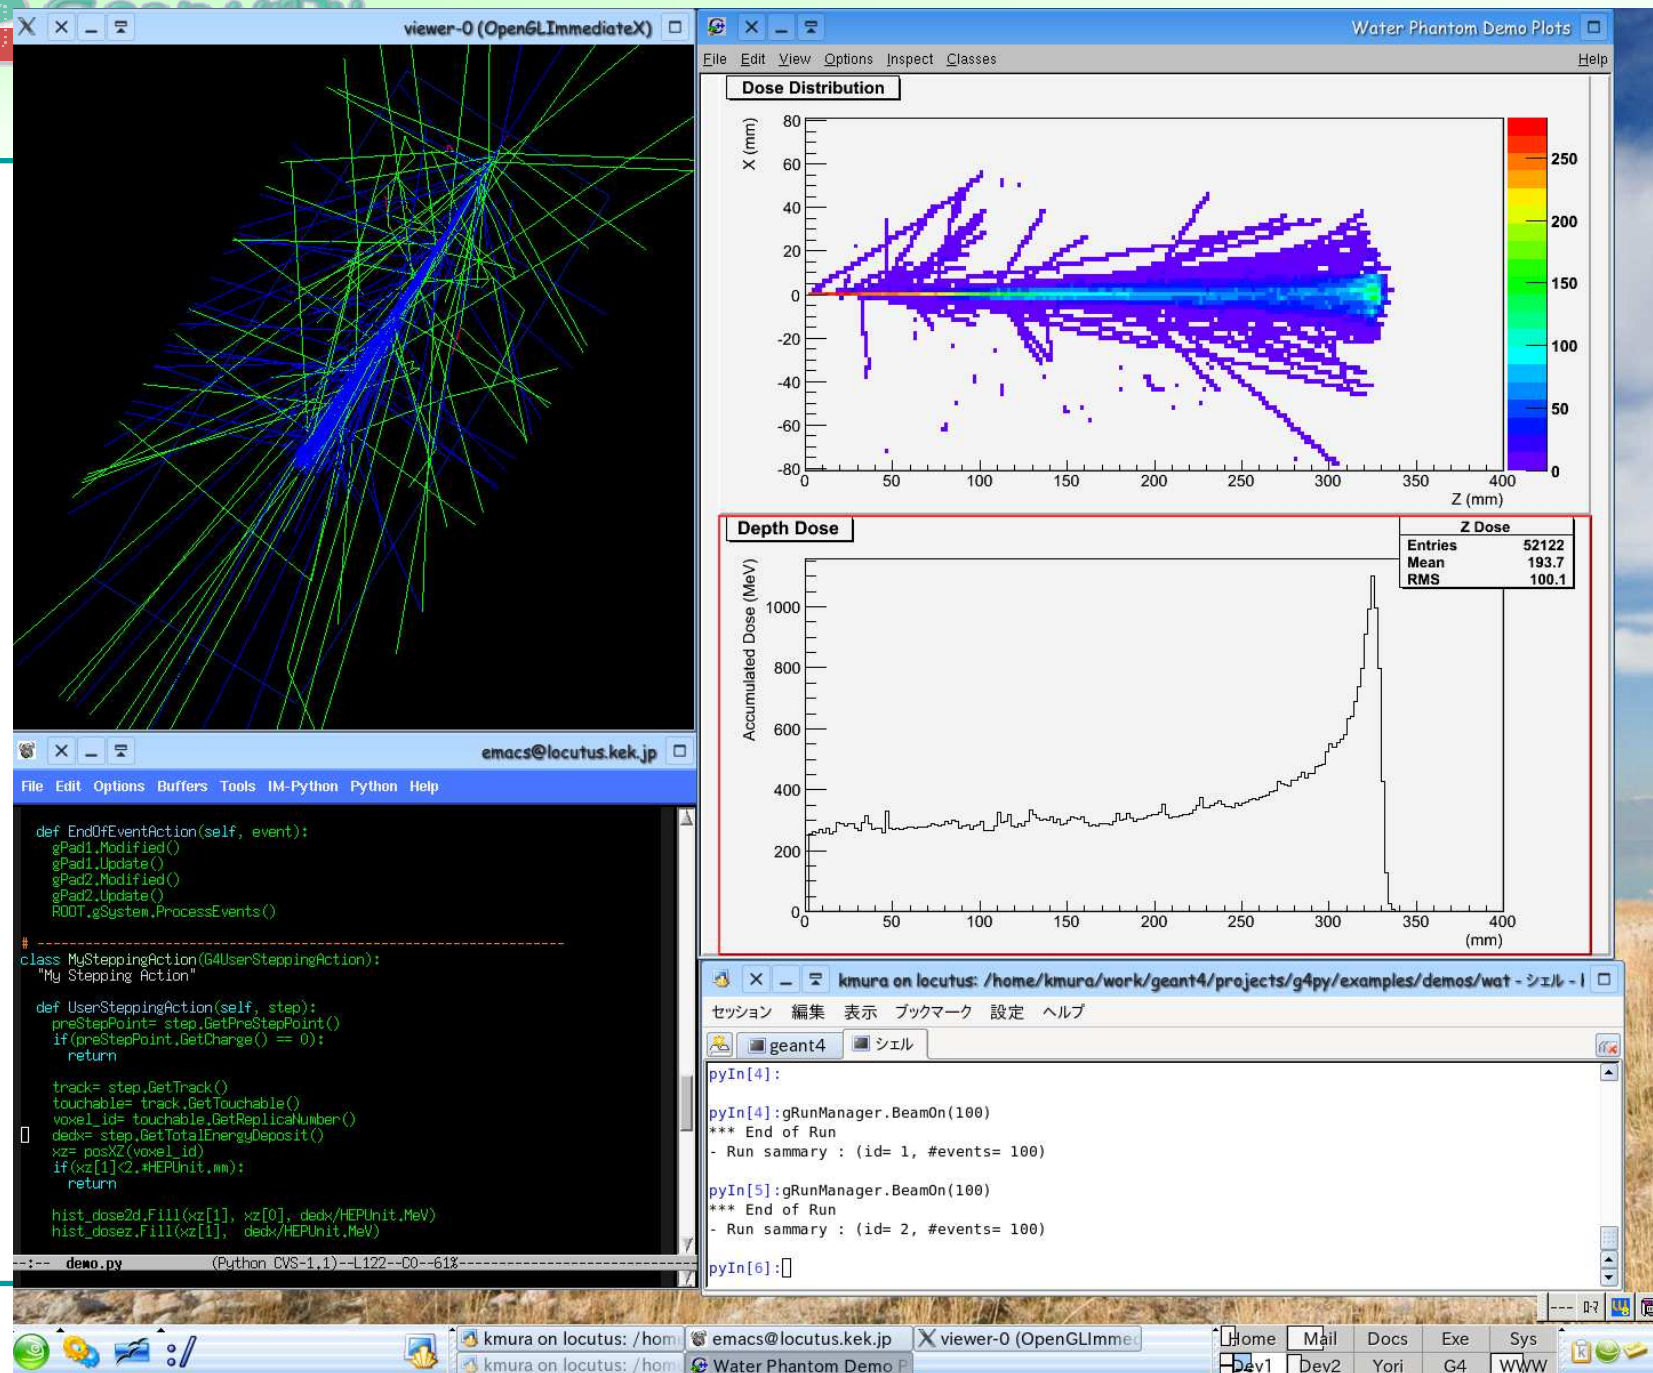 viewer-0 (OpenGLImmediateX)
Water Phantom Demo Plots
File Edit View Options Inspect Classes Help
Dose Distribution
X (mm)
80
60
40
20
0
-20
-40
-60
-80
0 50 100 150 200 250 300 350 400
Z (mm)
250
200
150
100
50
0
Depth Dose
Z Dose
Entries 52122
Mean 193.7
RMS 100.1
Accumulated Dose (MeV)
1000
800
600
400
200
0
0 50 100 150 200 250 300 350 400
(mm)
emacs@locutus.kek.jp
File Edit Options Buffers Tools IM-Python Python Help
def EndOfEventAction(self, event):
gPad1.Modified()
gPad1.Update()
gPad2.Modified()
gPad2.Update()
ROOT.gSystem.ProcessEvents()
# ------------------------------------------------------------------
class MySteppingAction(G4UserSteppingAction):
"My Stepping Action"
def UserSteppingAction(self, step):
preStepPoint= step.GetPreStepPoint()
if(preStepPoint.GetCharge() == 0):
return
track= step.GetTrack()
touchable= track.GetTouchable()
voxel_id= touchable.GetReplicaNumber()
dedx= step.GetTotalEnergyDeposit()
xz= posXZ(voxel_id)
if(xz[1]<2.*HEPUnit.mm):
return
hist_dose2d.Fill(xz[1], xz[0], dedx/HEPUnit.MeV)
hist_dosez.Fill(xz[1], dedx/HEPUnit.MeV)
--:-- demo.py (Python CVS-1.1)--L122--C0--61%
kmura on locutus: /home/kmura/work/geant4/projects/g4py/examples/demos/wat - シェル -
セッション 編集 表示 ブックマーク 設定 ヘルプ
geant4 シェル
pyIn[4]:
pyIn[4]:gRunManager.BeamOn(100)
*** End of Run
- Run sammary : (id= 1, #events= 100)
pyIn[5]:gRunManager.BeamOn(100)
*** End of Run
- Run sammary : (id= 2, #events= 100)
pyIn[6]:
kmura on locutus: /hom emacs@locutus.kek.jp viewer-0 (OpenGLImme
kmura on locutus: /hom Water Phantom Demo P
Home Mail Docs Exe Sys
Dev1 Dev2 Yori G4 WWW